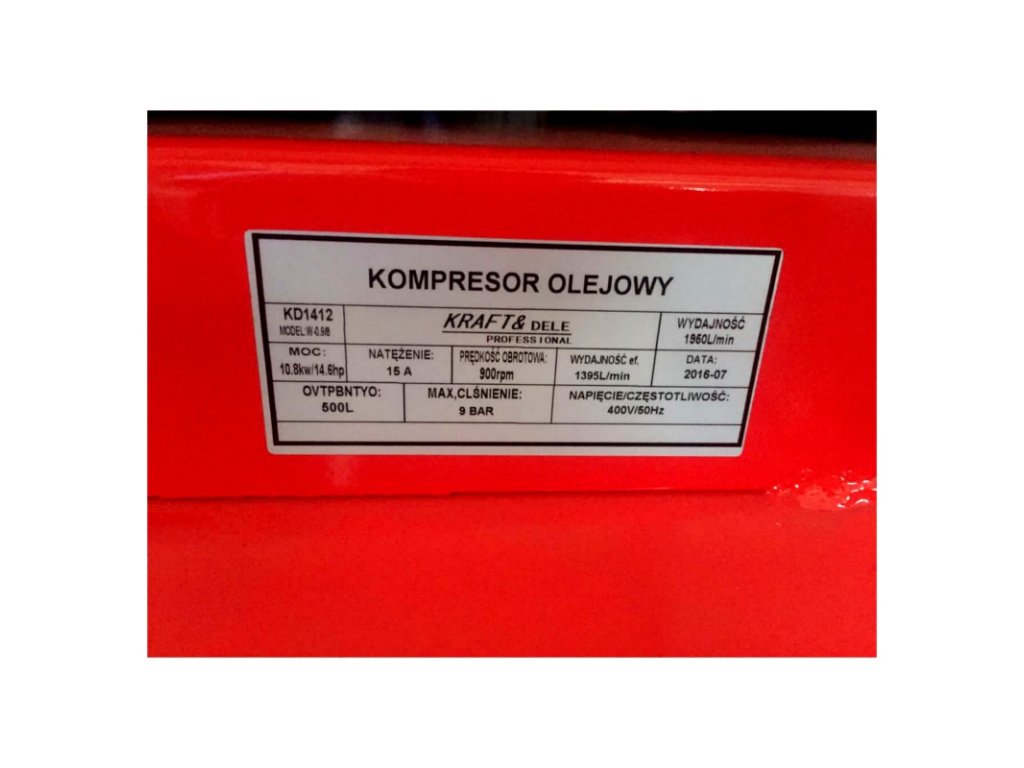 KOMPRESOR OLEJOWY
KD1412
MODEL:W-0.9/8
KRAFT& DELE
PROFESSIONAL
WYDAJNOŚĆ
1950L/min
MOC:
10.8kw/14.6hp
NATĘŻENIE:
15 A
PRĘDKOŚĆ OBROTOWA:
900rpm
WYDAJNOŚĆ ef.
1395L/min
DATA:
2016-07
OVTPBNTYO:
500L
MAX,CLŚNIENIE:
9 BAR
NAPIĘCIE/CZĘSTOTLIWOŚĆ:
400V/50Hz